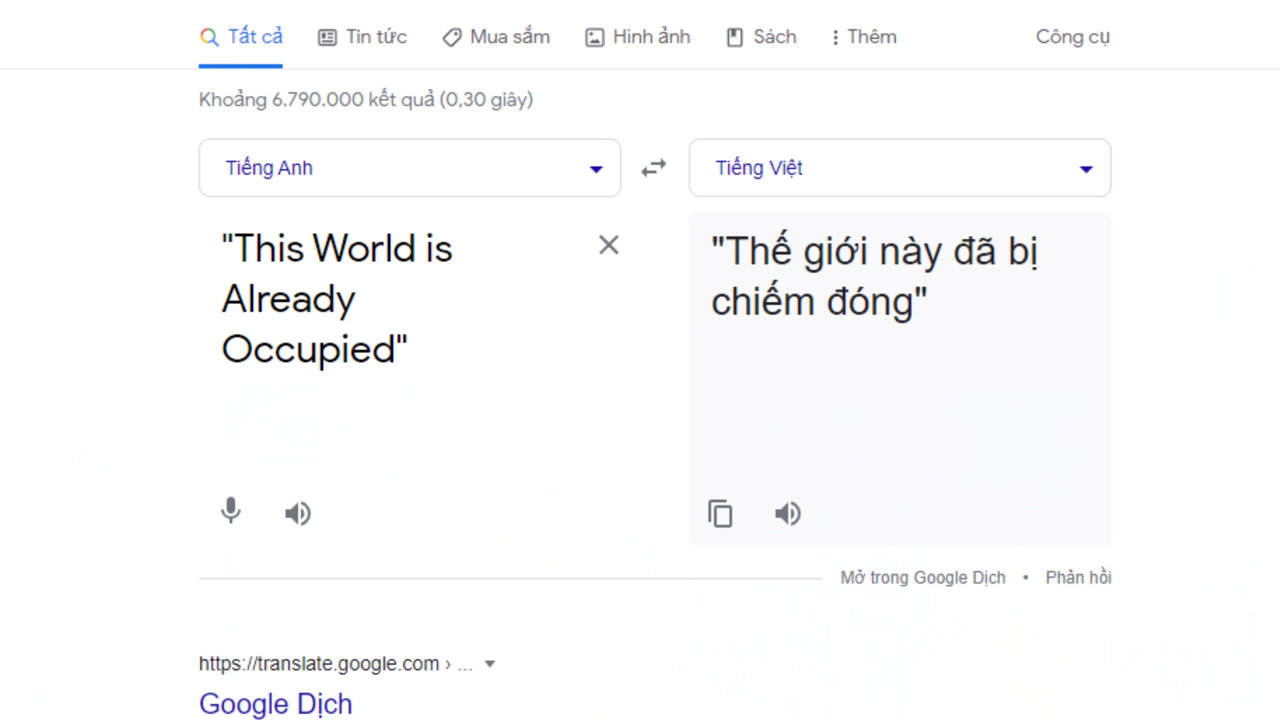 Tất cả Tin tức Mua sắm Hình ảnh Sách Thêm Công cụ
Khoảng 6.790.000 kết quả (0,30 giây)
Tiếng Anh
Tiếng Việt
"This World is
Already
Occupied"
"Thế giới này đã bị
chiếm đóng"
Mở trong Google Dịch • Phản hồi
https://translate.google.com › ...
Google Dịch